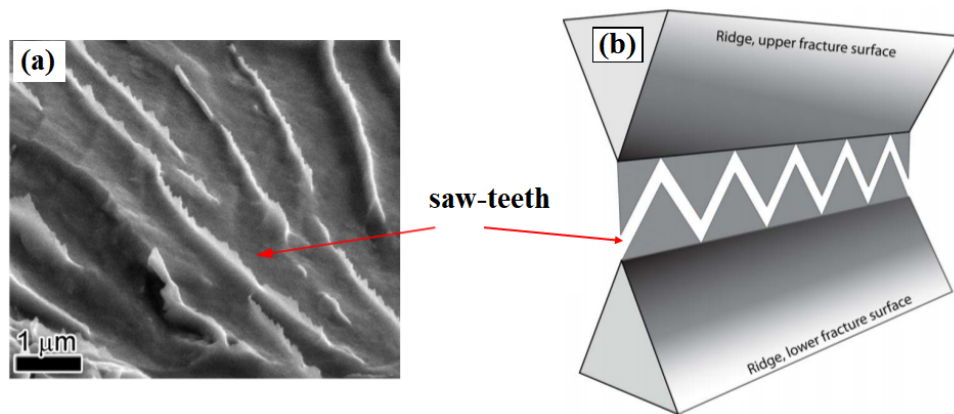 (a)
(b)
Ridge, upper fracture surface
saw-teeth
1 μm
Ridge, lower fracture surface